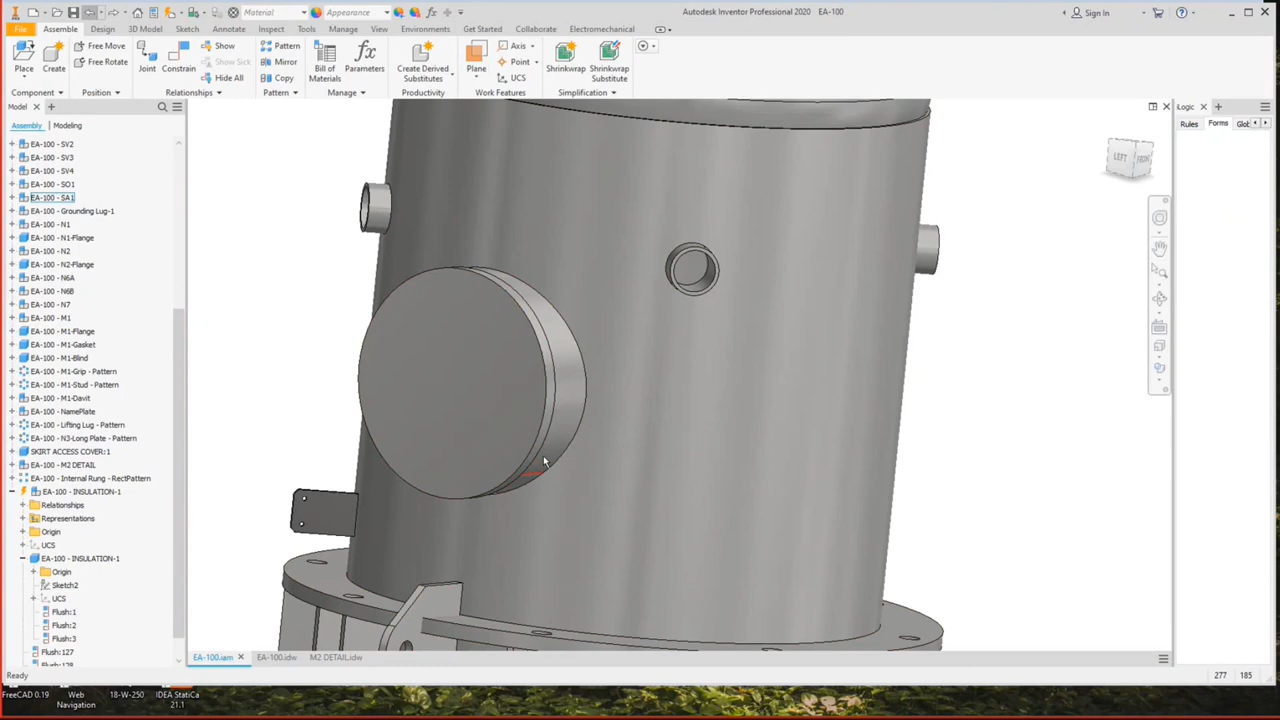 Material
Appearance
Autodesk Inventor Professional 2020 EA-100
Sign In
File Assemble Design 3D Model Sketch Annotate Inspect Tools Manage View Environments Get Started Collaborate Electromechanical
Place Create Free Move Free Rotate Joint Constrain Show Show Sick Hide All Pattern Mirror Copy Bill of Materials Parameters Create Derived Substitutes Plane Axis Point UCS Shrinkwrap Shrinkwrap Substitute
Component Position Relationships Pattern Manage Productivity Work Features Simplification
Model
Assembly Modeling
EA-100 - SV2
EA-100 - SV3
EA-100 - SV4
EA-100 - SO1
EA-100 - SA1
EA-100 - Grounding Lug-1
EA-100 - N1
EA-100 - N1-Flange
EA-100 - N2
EA-100 - N2-Flange
EA-100 - N6A
EA-100 - N6B
EA-100 - N7
EA-100 - M1
EA-100 - M1-Flange
EA-100 - M1-Gasket
EA-100 - M1-Blind
EA-100 - M1-Grip - Pattern
EA-100 - M1-Stud - Pattern
EA-100 - M1-Davit
EA-100 - NamePlate
EA-100 - Lifting Lug - Pattern
EA-100 - N3-Long Plate - Pattern
SKIRT ACCESS COVER:1
EA-100 - M2 DETAIL
EA-100 - Internal Rung - RectPattern
EA-100 - INSULATION-1
Relationships
Representations
Origin
UCS
EA-100 - INSULATION-1
Origin
Sketch2
UCS
Flush:1
Flush:2
Flush:3
Flush:127
Flush:128
LEFT
iLogic
Rules Forms Glob
EA-100.iam EA-100.idw M2 DETAIL.idw
Ready
277 185
FreeCAD 0.19 Web Navigation 18-W-250 IDEA StatiCa 21.1